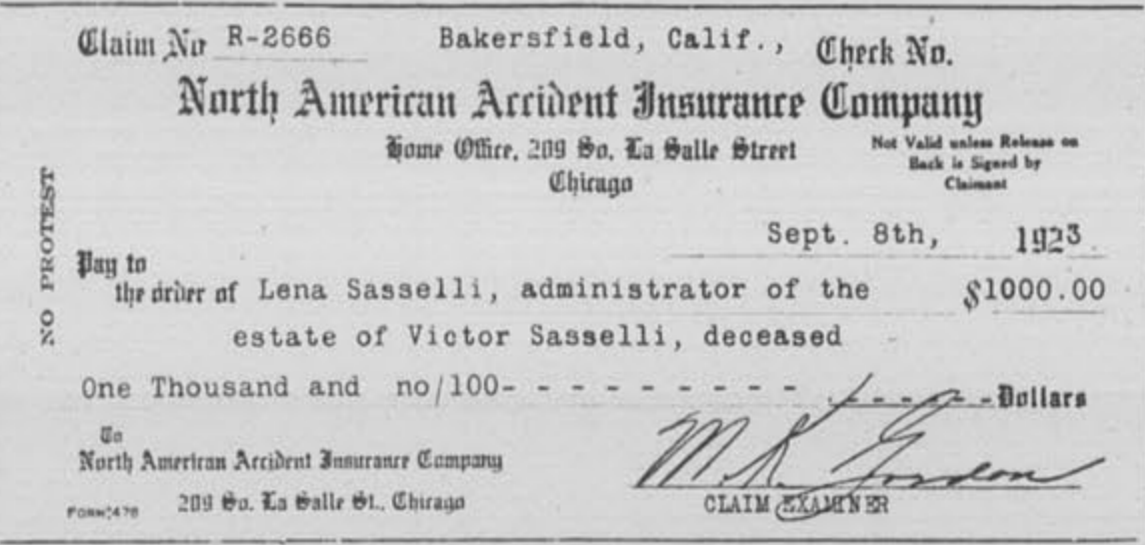 Claim No R-2666 Bakersfield, Calif., Check No.
North American Accident Insurance Company
Home Office, 209 So. La Salle Street
Chicago
Not Valid unless Release on
Back is Signed by
Claimant
NO PROTEST
Sept. 8th, 1923.
Pay to
the order of Lena Sasselli, administrator of the $1000.00
estate of Victor Sasselli, deceased
One Thousand and no/100- - - - - - - - - - - - - - -Dollars
To
North American Accident Insurance Company
209 So. La Salle St., Chicago
M. K. Gordon
CLAIM EXAMINER
FORM 478